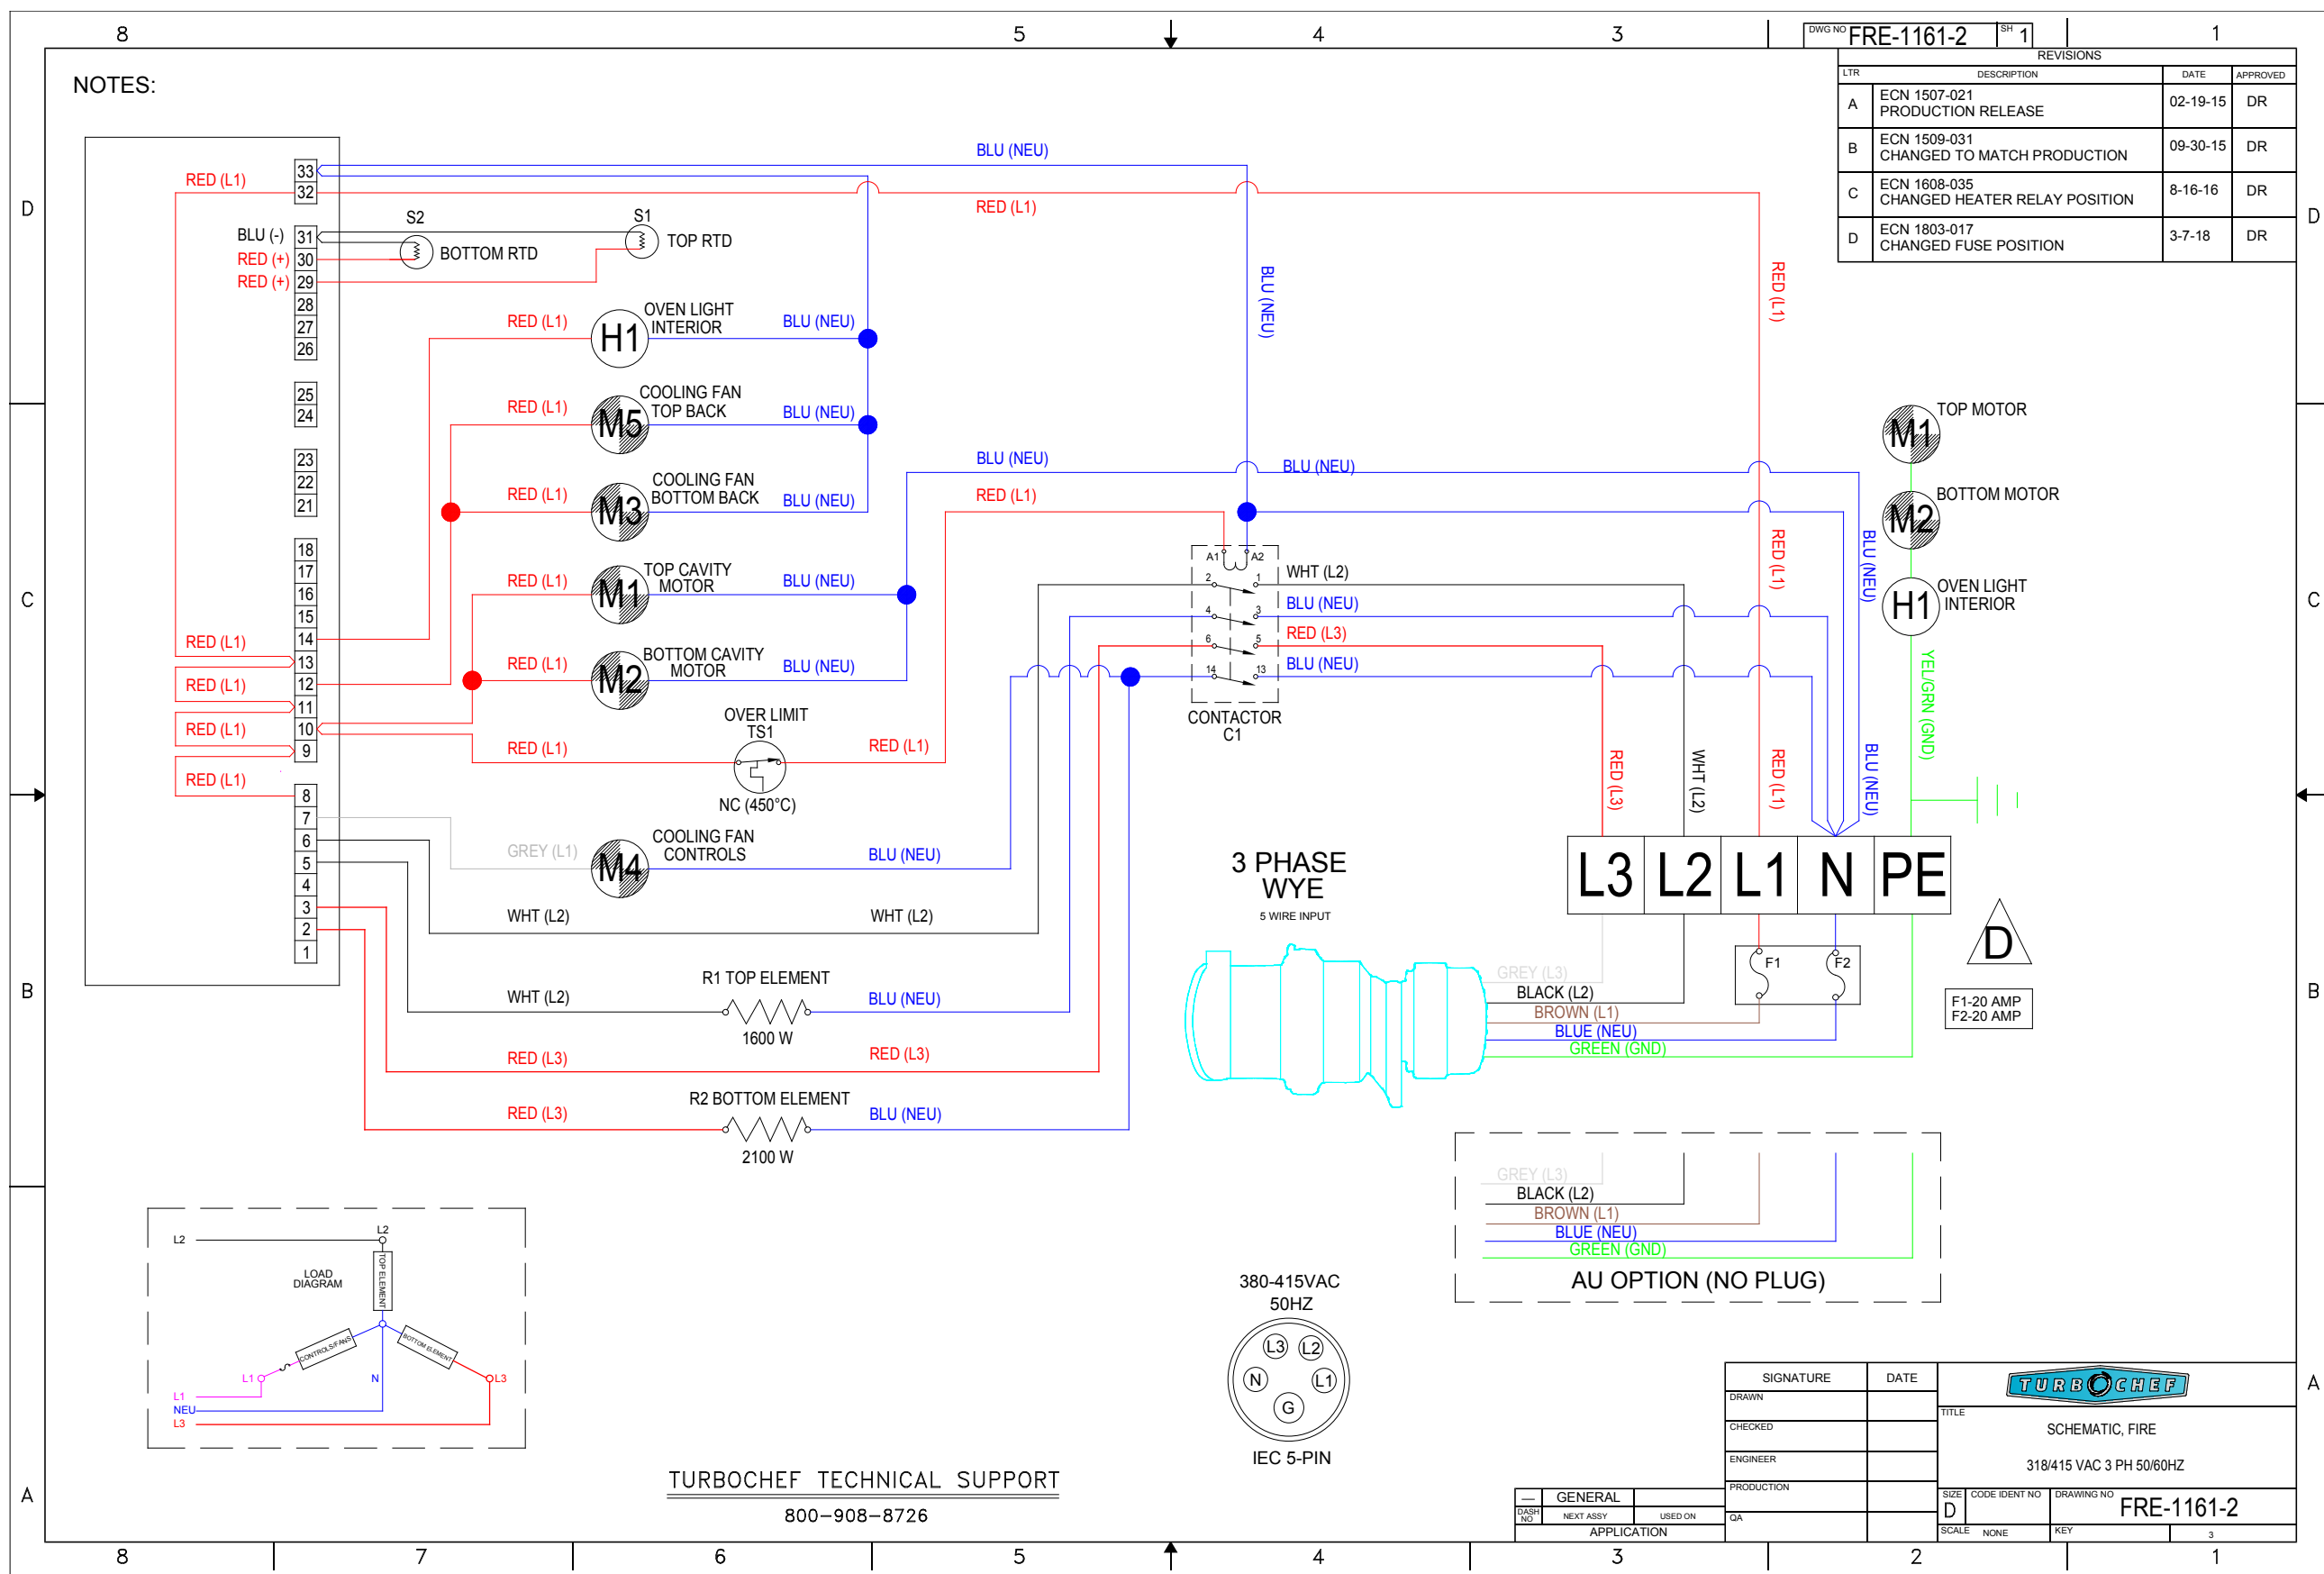 8
5
4
3
1
DWG NO FRE-1161-2 SH 1
REVISIONS
LTR DESCRIPTION DATE APPROVED
A ECN 1507-021 PRODUCTION RELEASE 02-19-15 DR
B ECN 1509-031 CHANGED TO MATCH PRODUCTION 09-30-15 DR
C ECN 1608-035 CHANGED HEATER RELAY POSITION 8-16-16 DR
D ECN 1803-017 CHANGED FUSE POSITION 3-7-18 DR
NOTES:
D
D
C
C
B
B
A
A
33
32
31
30
29
28
27
26
25
24
23
22
21
18
17
16
15
14
13
12
11
10
9
8
7
6
5
4
3
2
1
RED (L1)
BLU (-)
RED (+)
RED (+)
RED (L1)
RED (L1)
RED (L1)
RED (L1)
S2
BOTTOM RTD
S1
TOP RTD
BLU (NEU)
RED (L1)
RED (L1)
H1
OVEN LIGHT
INTERIOR
BLU (NEU)
RED (L1)
M5
COOLING FAN
TOP BACK
BLU (NEU)
RED (L1)
M3
COOLING FAN
BOTTOM BACK
BLU (NEU)
RED (L1)
M1
TOP CAVITY
MOTOR
BLU (NEU)
RED (L1)
M2
BOTTOM CAVITY
MOTOR
BLU (NEU)
RED (L1)
OVER LIMIT
TS1
NC (450°C)
RED (L1)
GREY (L1)
M4
COOLING FAN
CONTROLS
BLU (NEU)
WHT (L2)
WHT (L2)
WHT (L2)
R1 TOP ELEMENT
1600 W
BLU (NEU)
RED (L3)
RED (L3)
RED (L3)
R2 BOTTOM ELEMENT
2100 W
BLU (NEU)
BLU (NEU)
BLU (NEU)
BLU (NEU)
RED (L1)
A1
A2
2
1
4
3
6
5
14
13
WHT (L2)
BLU (NEU)
RED (L3)
BLU (NEU)
CONTACTOR
C1
RED (L1)
RED (L1)
BLU (NEU)
RED (L3)
WHT (L2)
RED (L1)
BLU (NEU)
M1
TOP MOTOR
M2
BOTTOM MOTOR
H1
OVEN LIGHT
INTERIOR
YEL/GRN (GND)
3 PHASE
WYE
5 WIRE INPUT
L3 L2 L1 N PE
F1
F2
D
F1-20 AMP
F2-20 AMP
GREY (L3)
BLACK (L2)
BROWN (L1)
BLUE (NEU)
GREEN (GND)
GREY (L3)
BLACK (L2)
BROWN (L1)
BLUE (NEU)
GREEN (GND)
AU OPTION (NO PLUG)
L2
L2
LOAD
DIAGRAM
TOP ELEMENT
CONTROLS/FANS
BOTTOM ELEMENT
L1
N
L3
L1
NEU
L3
380-415VAC
50HZ
L3
L2
N
L1
G
IEC 5-PIN
TURBOCHEF TECHNICAL SUPPORT
800-908-8726
GENERAL
DASH NO NEXT ASSY USED ON
APPLICATION
SIGNATURE DATE
DRAWN
CHECKED
ENGINEER
PRODUCTION
QA
TURBOCHEF
TITLE
SCHEMATIC, FIRE
318/415 VAC 3 PH 50/60HZ
SIZE D CODE IDENT NO DRAWING NO FRE-1161-2
SCALE NONE KEY 3
8
7
6
5
4
3
2
1